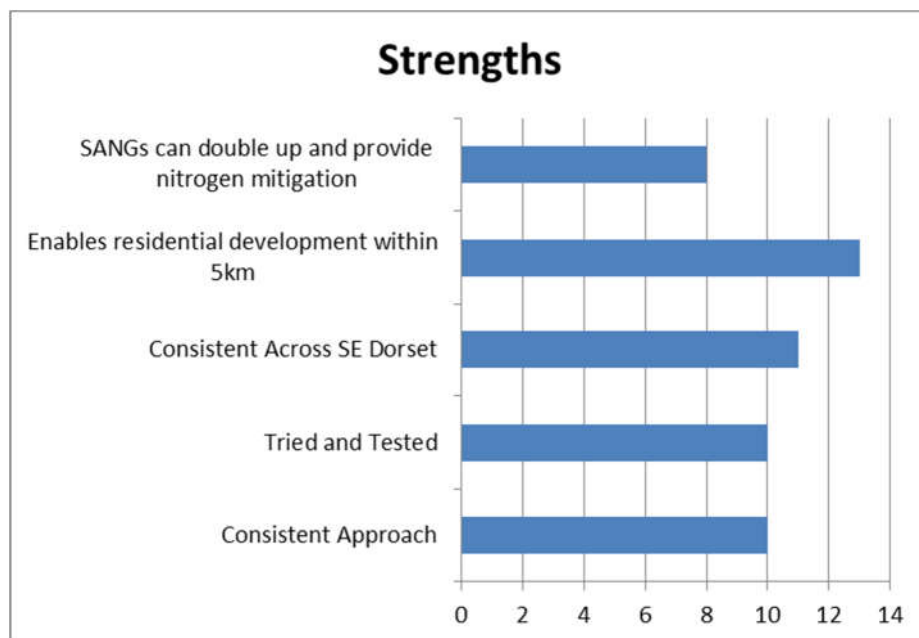 Strengths
SANGs can double up and provide
nitrogen mitigation
Enables residential development within
5km
Consistent Across SE Dorset
Tried and Tested
Consistent Approach
0 2 4 6 8 10 12 14